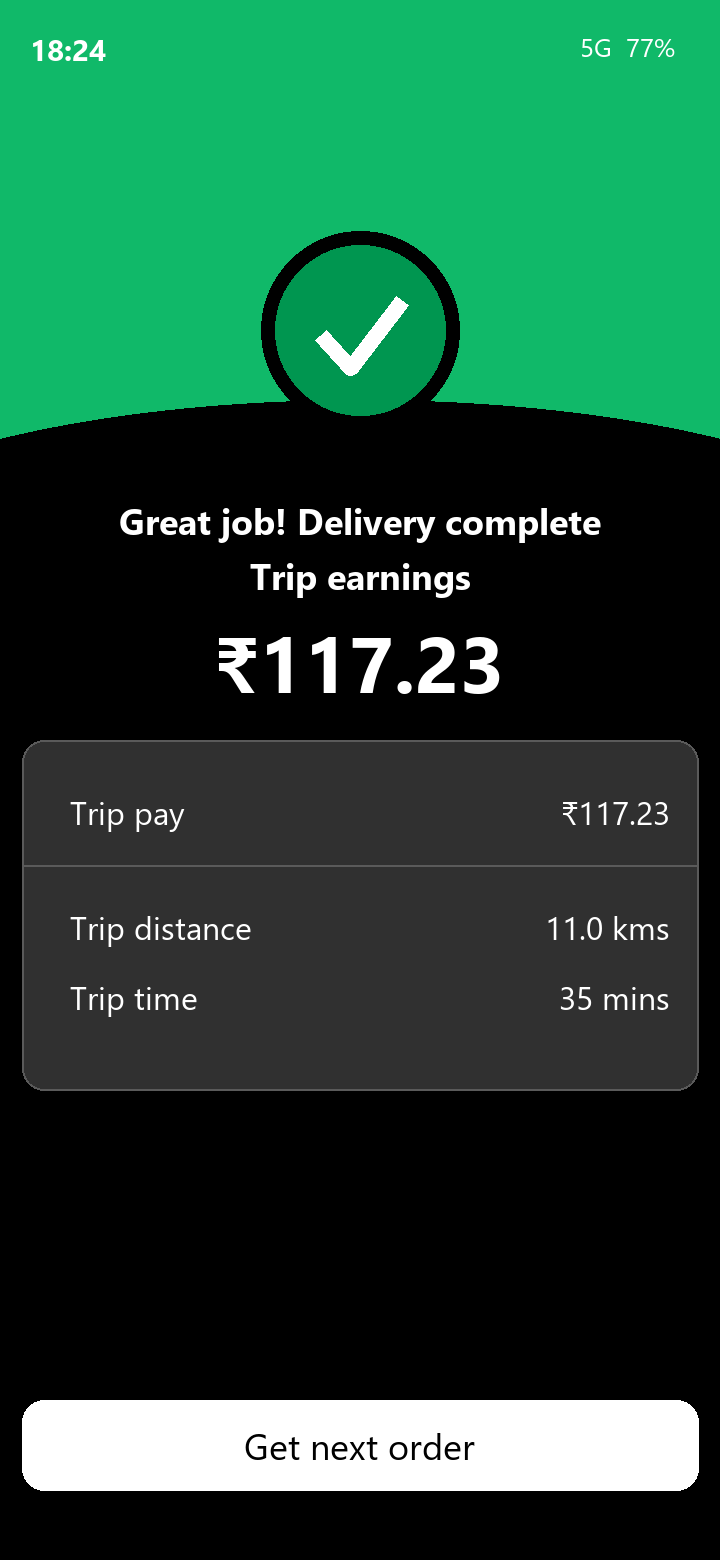 18:24 5G 77%
Great job! Delivery complete
Trip earnings
₹117.23
Trip pay ₹117.23
Trip distance 11.0 kms
Trip time 35 mins
Get next order